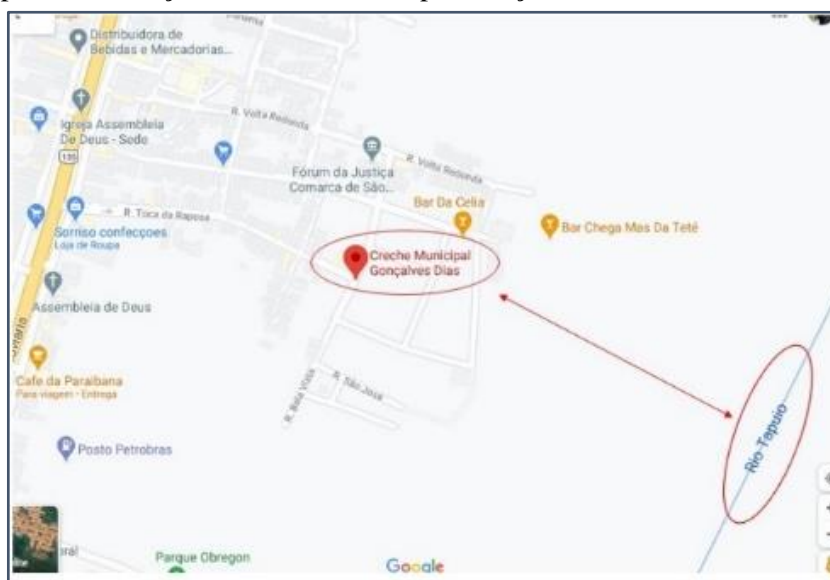 Distribuidora de
Bebidas e Mercadorias...
R. Volta Redonda
Igreja Assembleia
De Deus - Sede
135
Fórum da Justiça
Comarca de São...
R. Volta Redonda
Bar Da Celia
R. Toca da Raposa
Bar Chega Mas Da Teté
Sorriso confecçoes
Loja de Roupa
Creche Municipal
Gonçalves Dias
Assembleia de Deus
Cafe da Paraibana
Para viagem - Entrega
R. São José
R. Bela Vista
Rio Tapuio
Posto Petrobras
Parque Obregon
Google